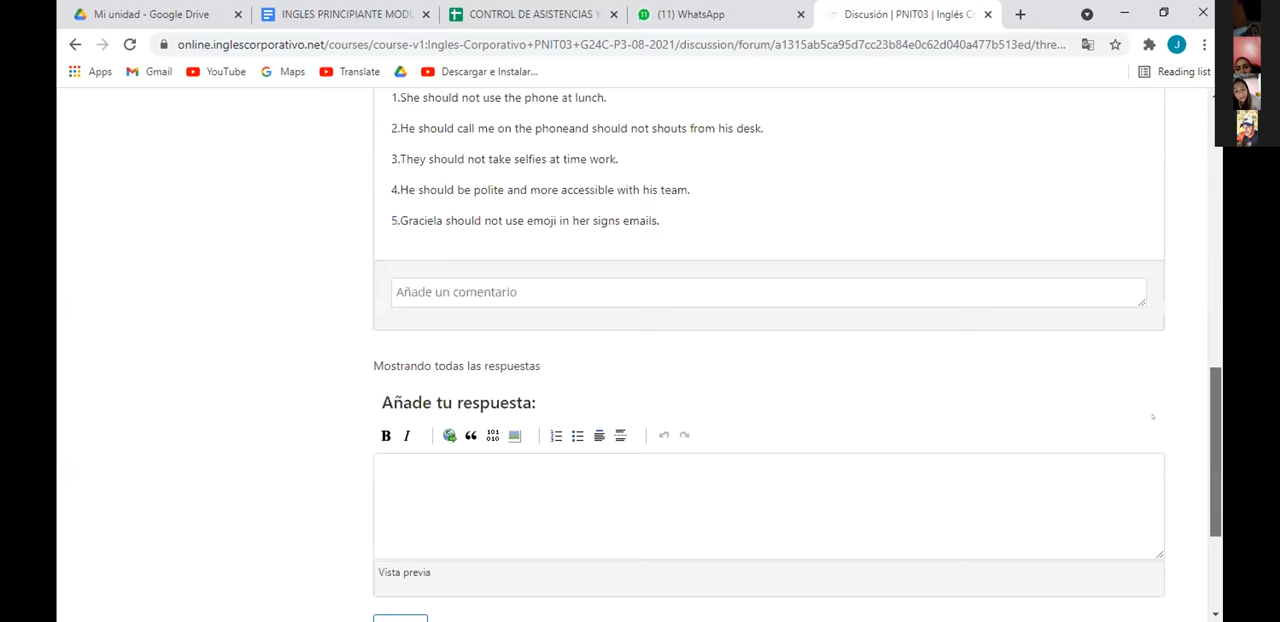 Mi unidad - Google Drive
INGLES PRINCIPIANTE MODU
CONTROL DE ASISTENCIAS Y
(11) WhatsApp
Discusión | PNIT03 | Inglés Co
online.inglescorporativo.net/courses/course-v1:Ingles-Corporativo+PNIT03+G24C-P3-08-2021/discussion/forum/a1315ab5ca95d7cc23b84e0c62d040a477b513ed/thre...
J
Apps
Gmail
YouTube
Maps
Translate
Descargar e Instalar...
Reading list
1.She should not use the phone at lunch.
2.He should call me on the phoneand should not shouts from his desk.
3.They should not take selfies at time work.
4.He should be polite and more accessible with his team.
5.Graciela should not use emoji in her signs emails.
Añade un comentario
Mostrando todas las respuestas
Añade tu respuesta:
B I
Vista previa